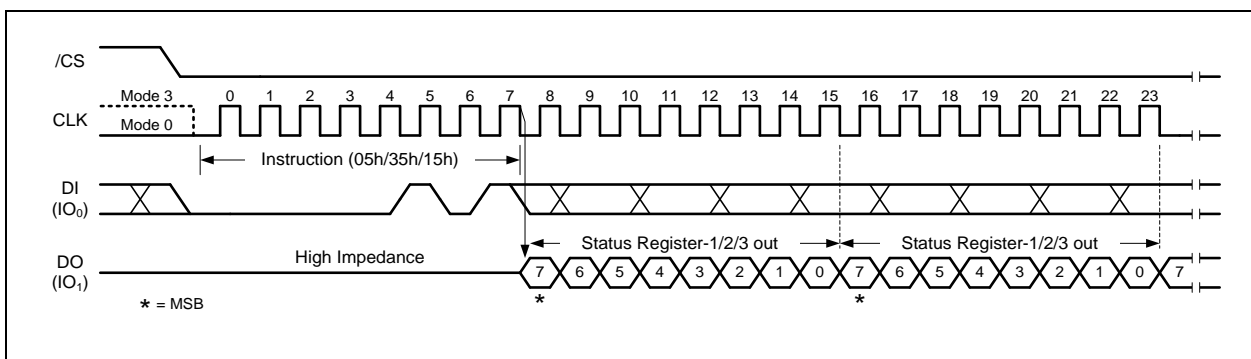 /CS
Mode 3 0 1 2 3 4 5 6 7 8 9 10 11 12 13 14 15 16 17 18 19 20 21 22 23
CLK
Mode 0
Instruction (05h/35h/15h)
DI
(IO0)
Status Register-1/2/3 out Status Register-1/2/3 out
High Impedance
DO
(IO1)
7 6 5 4 3 2 1 0 7 6 5 4 3 2 1 0 7
* *
* = MSB